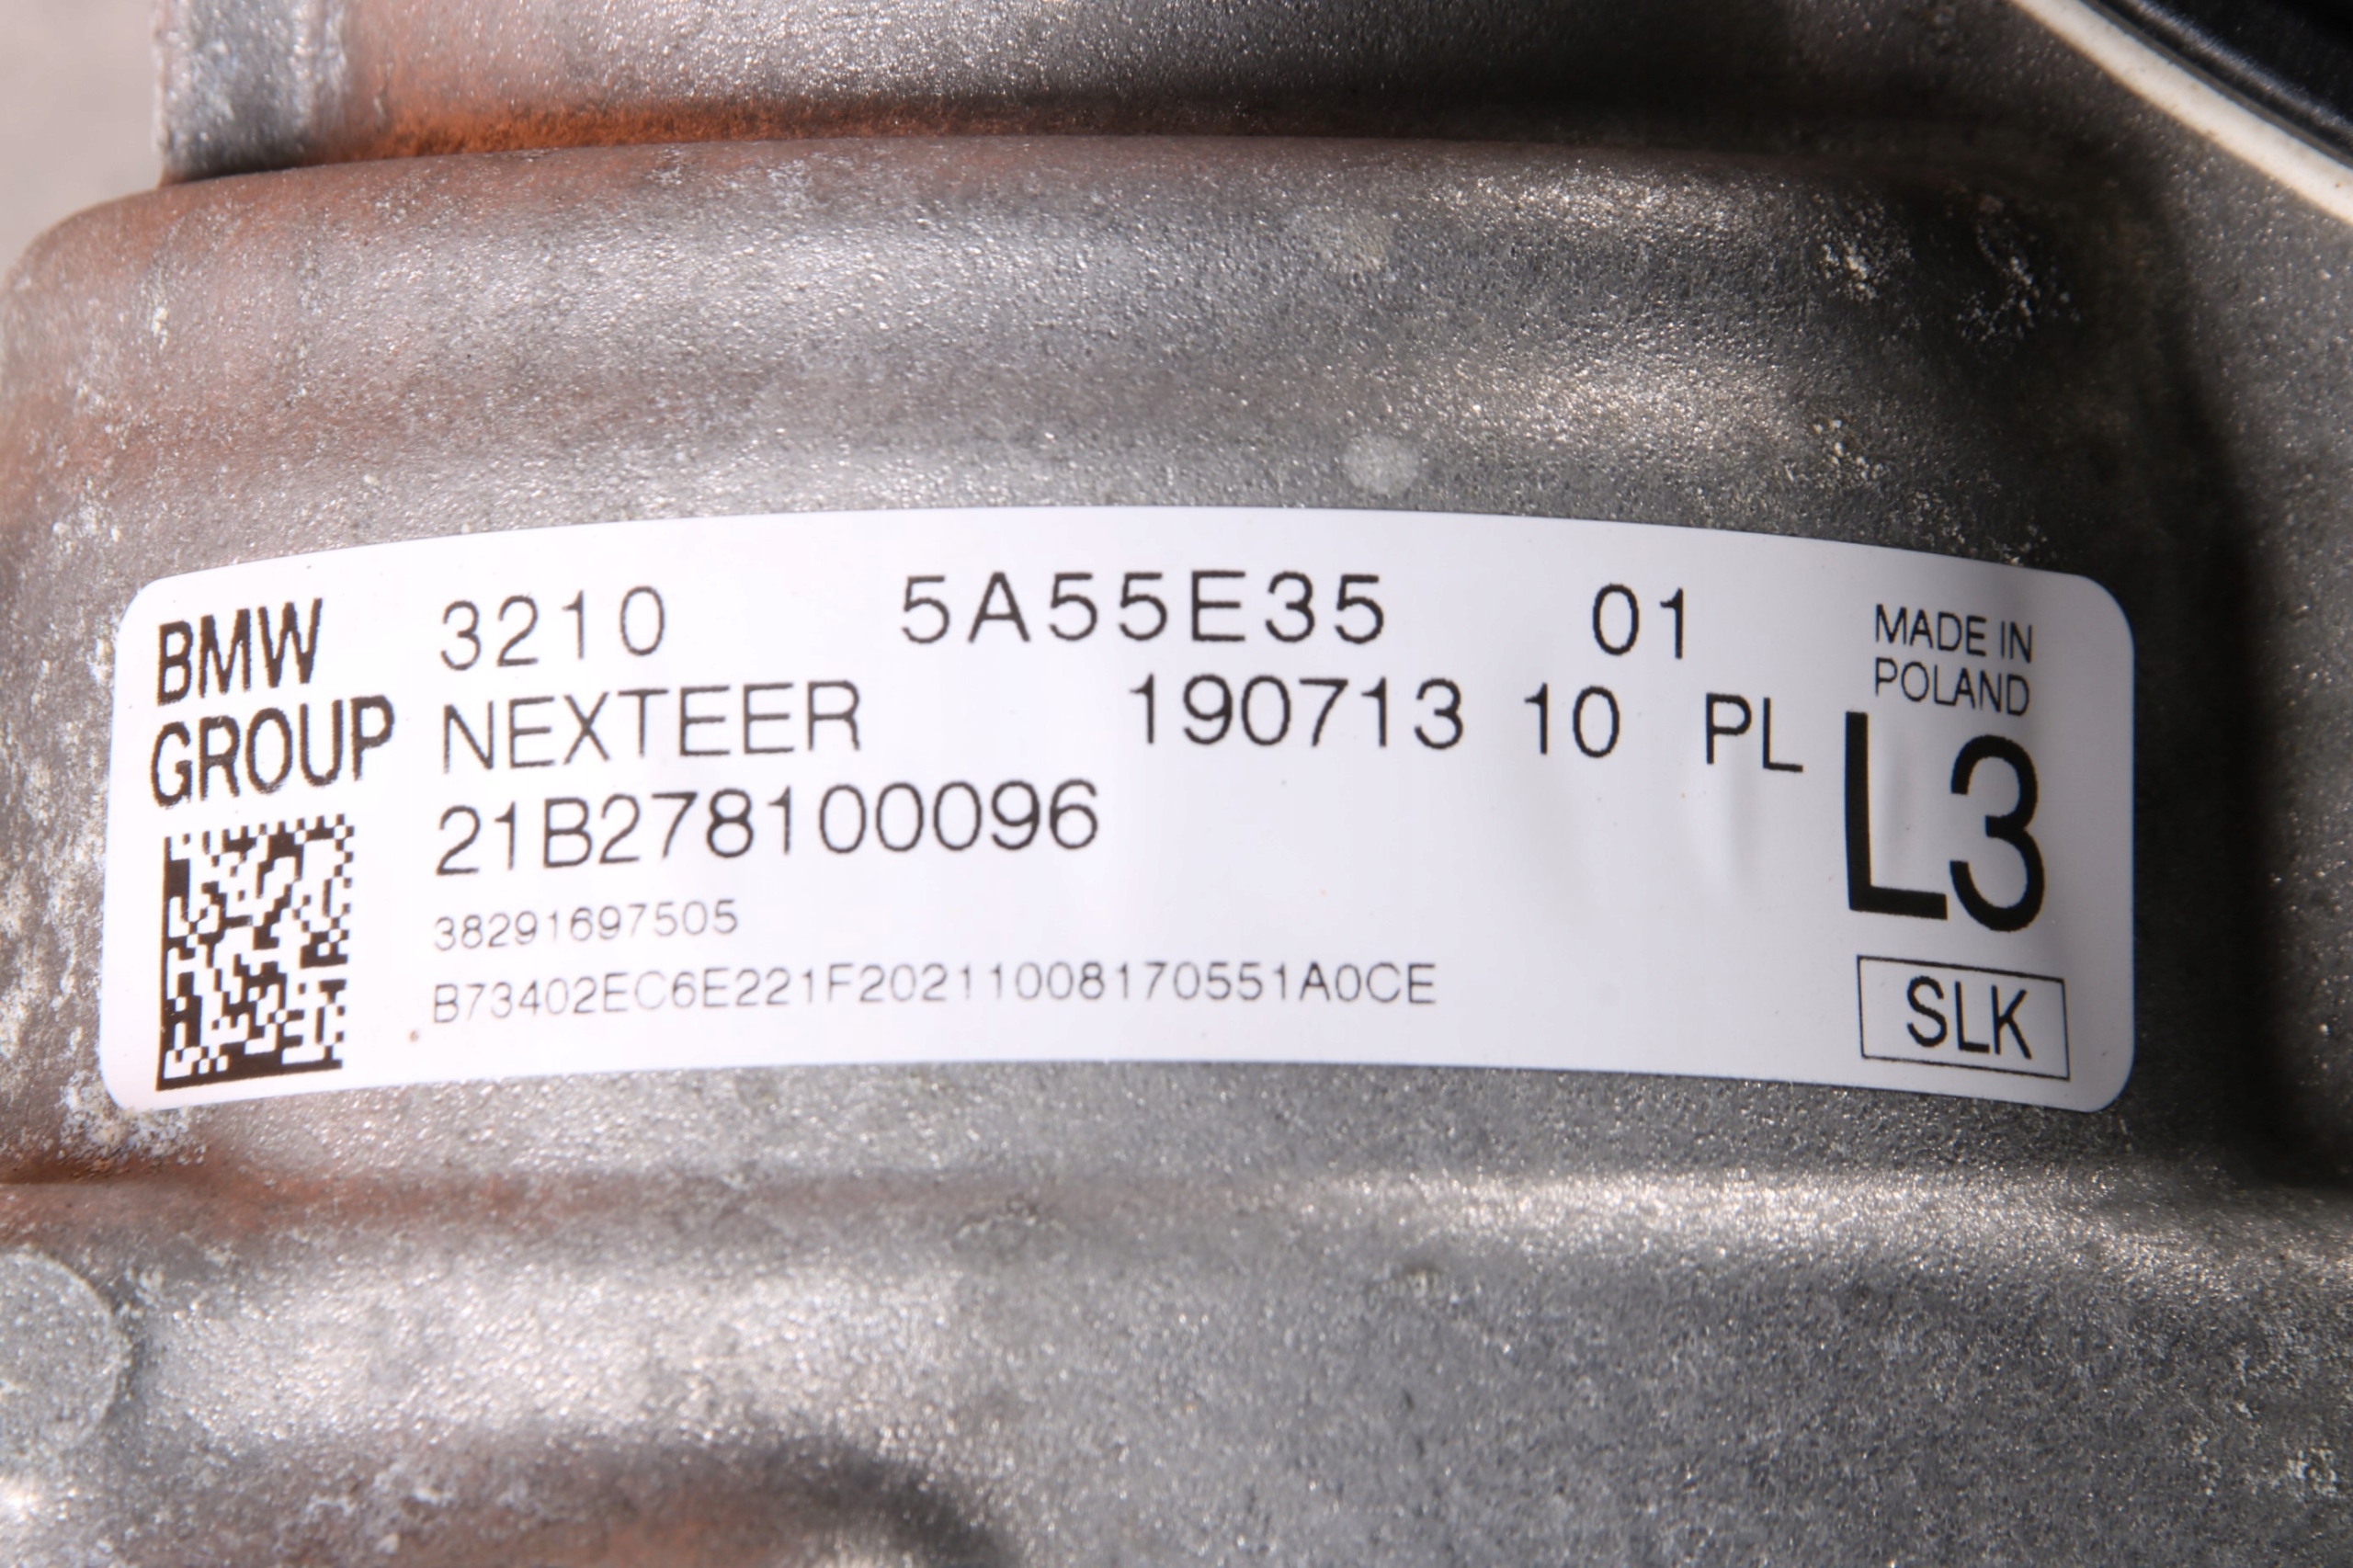 BMW GROUP
3210 5A55E35 01
NEXTEER 190713 10 PL
21B278100096
38291697505
B73402EC6E221F20211008170551A0CE
MADE IN
POLAND
L3
SLK